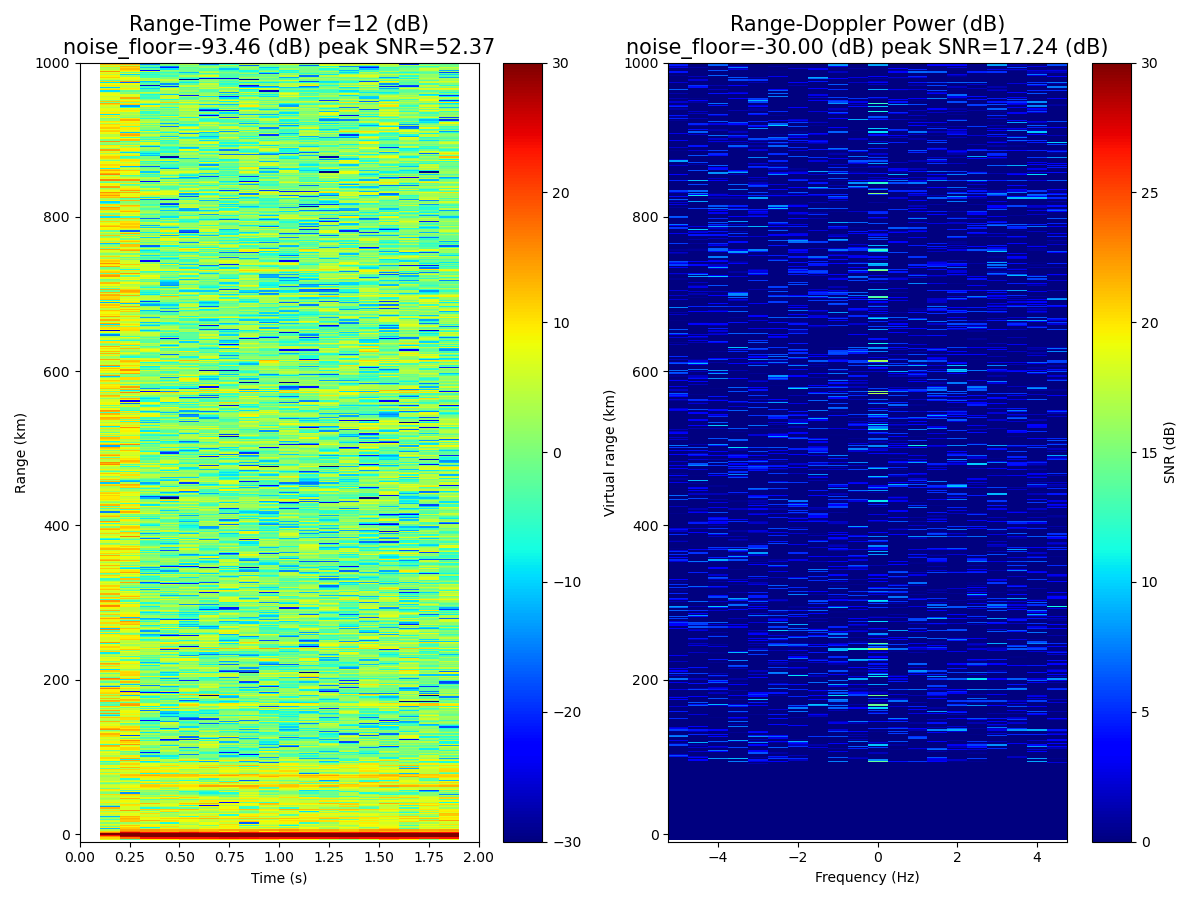 Range-Time Power f=12 (dB)
noise_floor=-93.46 (dB) peak SNR=52.37
1000
800
600
400
200
0
Range (km)
0.00 0.25 0.50 0.75 1.00 1.25 1.50 1.75 2.00
Time (s)
30
20
10
0
−10
−20
−30
Range-Doppler Power (dB)
noise_floor=-30.00 (dB) peak SNR=17.24 (dB)
1000
800
600
400
200
0
Virtual range (km)
−4 −2 0 2 4
Frequency (Hz)
30
25
20
15
10
5
0
SNR (dB)